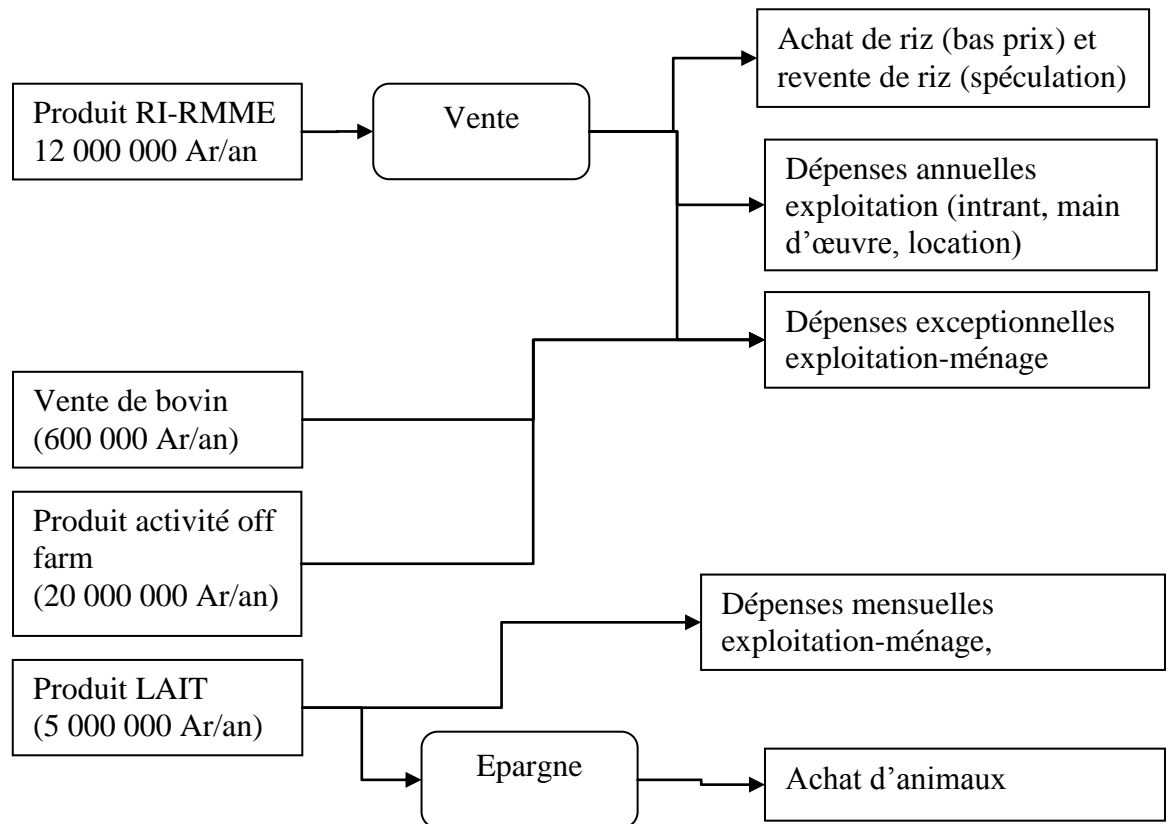 Achat de riz (bas prix) et
revente de riz (spéculation)
Produit RI-RMME
12 000 000 Ar/an
Vente
Dépenses annuelles
exploitation (intrant, main
d’œuvre, location)
Dépenses exceptionnelles
exploitation-ménage
Vente de bovin
(600 000 Ar/an)
Produit activité off
farm
(20 000 000 Ar/an)
Dépenses mensuelles
exploitation-ménage,
Produit LAIT
(5 000 000 Ar/an)
Epargne
Achat d’animaux